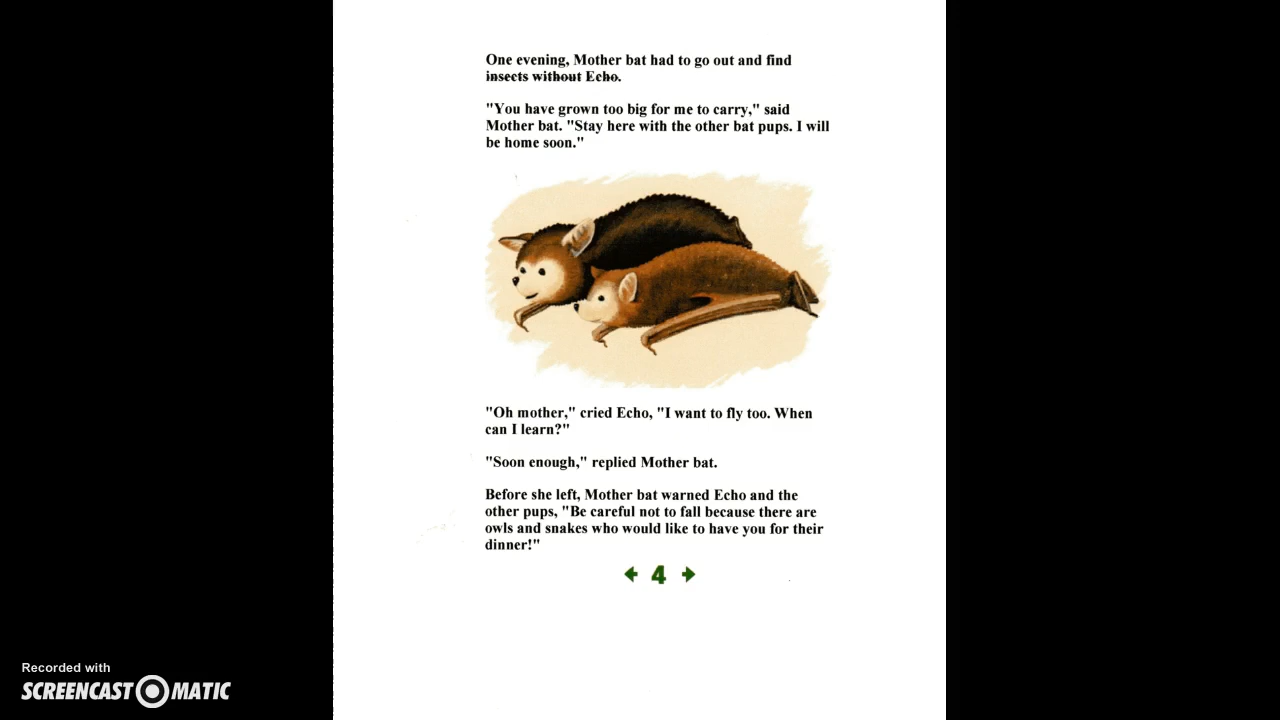 One evening, Mother bat had to go out and find
insects without Echo.
"You have grown too big for me to carry," said
Mother bat. "Stay here with the other bat pups. I will
be home soon."
"Oh mother," cried Echo, "I want to fly too. When
can I learn?"
"Soon enough," replied Mother bat.
Before she left, Mother bat warned Echo and the
other pups, "Be careful not to fall because there are
owls and snakes who would like to have you for their
dinner!"
4
Recorded with
SCREENCAST MATIC